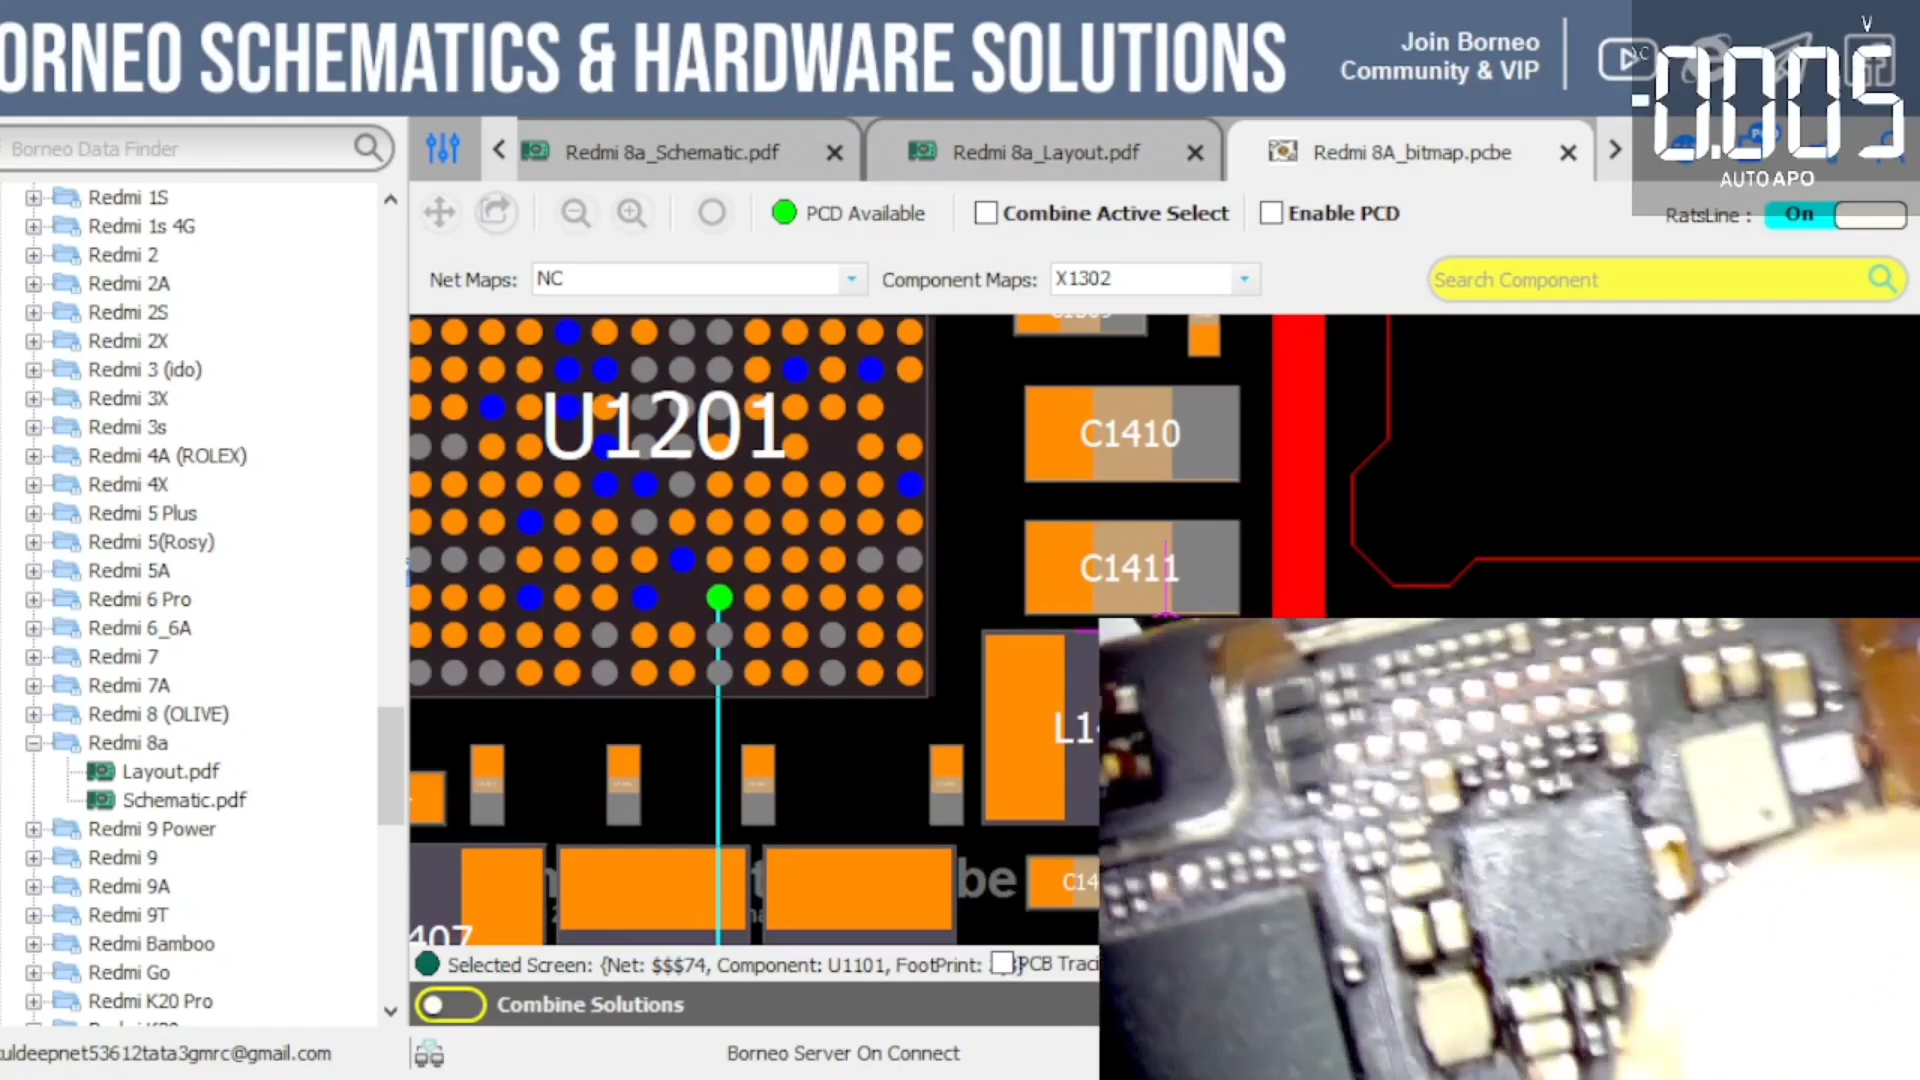 ORNEO SCHEMATICS & HARDWARE SOLUTIONS
Join Borneo
Community & VIP
V
AC
-0.005
AUTO APO
Borneo Data Finder
Redmi 8a_Schematic.pdf
Redmi 8a_Layout.pdf
Redmi 8A_bitmap.pcbe
PCD Available
Combine Active Select
Enable PCD
RatsLine :
On
Net Maps:
NC
Component Maps:
X1302
Search Component
Redmi 1S
Redmi 1s 4G
Redmi 2
Redmi 2A
Redmi 2S
Redmi 2X
Redmi 3 (ido)
Redmi 3X
Redmi 3s
Redmi 4A (ROLEX)
Redmi 4X
Redmi 5 Plus
Redmi 5(Rosy)
Redmi 5A
Redmi 6 Pro
Redmi 6_6A
Redmi 7
Redmi 7A
Redmi 8 (OLIVE)
Redmi 8a
Layout.pdf
Schematic.pdf
Redmi 9 Power
Redmi 9
Redmi 9A
Redmi 9T
Redmi Bamboo
Redmi Go
Redmi K20 Pro
U1201
C1410
C1411
L14
C14
407
be
Selected Screen: {Net: $$$74, Component: U1101, FootPrint:
PCB Traci
Combine Solutions
uldeepnet53612tata3gmrc@gmail.com
Borneo Server On Connect